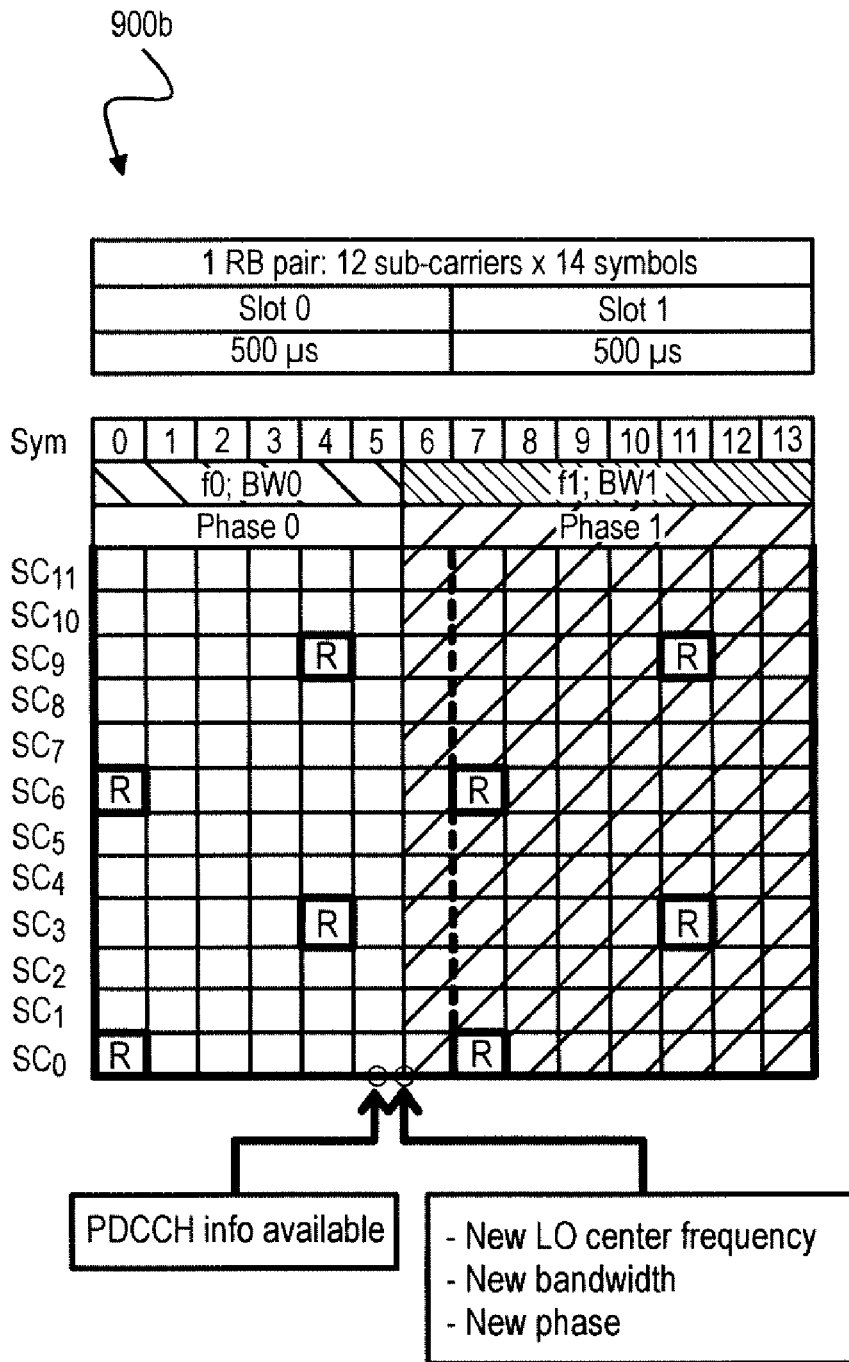 900b
1 RB pair: 12 sub-carriers x 14 symbols
Slot 0 Slot 1
500 µs 500 µs
Sym 0 1 2 3 4 5 6 7 8 9 10 11 12 13
f0; BW0 f1; BW1
Phase 0 Phase 1
SC11
SC10
SC9 R R
SC8
SC7
SC6 R R
SC5
SC4
SC3 R R
SC2
SC1
SC0 R R
PDCCH info available
- New LO center frequency
- New bandwidth
- New phase